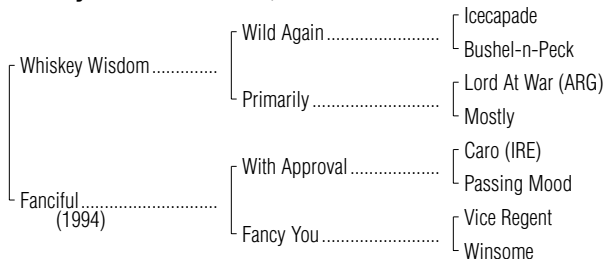 Icecapade
Wild Again
Bushel-n-Peck
Whiskey Wisdom
Lord At War (ARG)
Primarily
Mostly
Caro (IRE)
With Approval
Passing Mood
Fanciful
(1994)
Vice Regent
Fancy You
Winsome